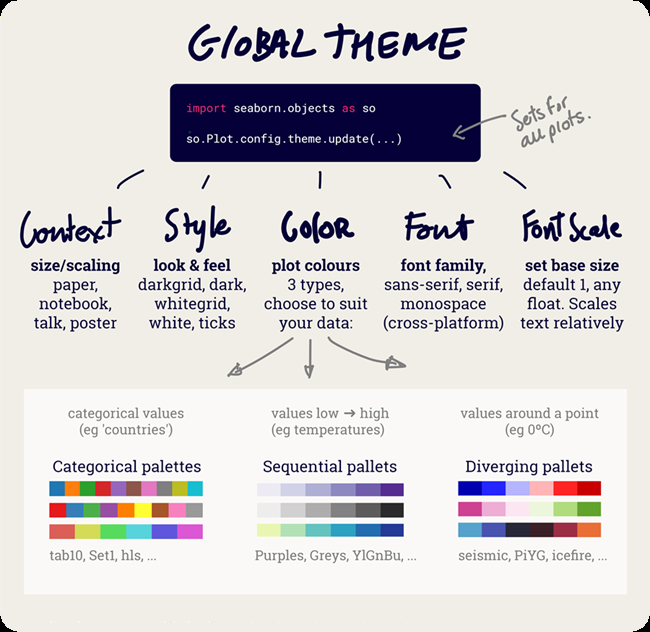 GLOBAL THEME
import seaborn.objects as so
so.Plot.config.theme.update(...)
Sets for
all plots.
Context
size/scaling
paper,
notebook,
talk, poster
Style
look & feel
darkgrid, dark,
whitegrid,
white, ticks
Color
plot colours
3 types,
choose to suit
your data:
Font
font family,
sans-serif, serif,
monospace
(cross-platform)
Font Scale
set base size
default 1, any
float. Scales
text relatively
categorical values
(eg 'countries')
Categorical palettes
tab10, Set1, hls, ...
values low ➔ high
(eg temperatures)
Sequential pallets
Purples, Greys, YlGnBu, ...
values around a point
(eg 0ºC)
Diverging pallets
seismic, PiYG, icefire, ...